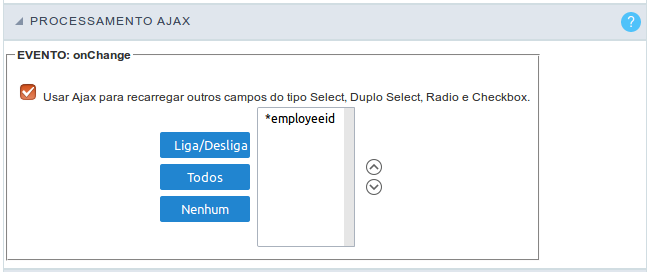 PROCESSAMENTO AJAX
?
EVENTO: onChange
Usar Ajax para recarregar outros campos do tipo Select, Duplo Select, Radio e Checkbox.
*employeeid
Liga/Desliga
Todos
Nenhum